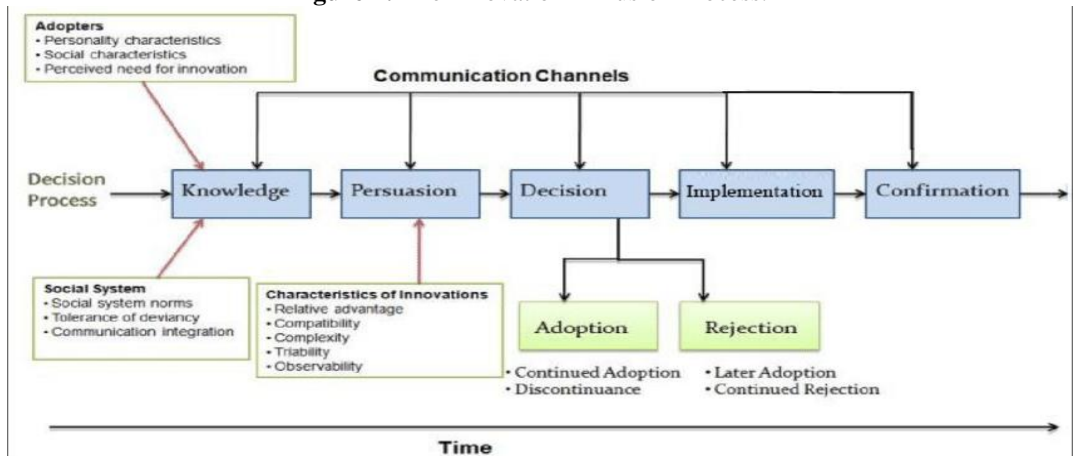 Adopters
• Personality characteristics
• Social characteristics
• Perceived need for innovation
Communication Channels
Decision
Process
Knowledge
Persuasion
Decision
Implementation
Confirmation
Social System
• Social system norms
• Tolerance of deviancy
• Communication integration
Characteristics of Innovations
• Relative advantage
• Compatibility
• Complexity
• Triability
• Observability
Adoption
Rejection
• Continued Adoption
• Discontinuance
• Later Adoption
• Continued Rejection
Time